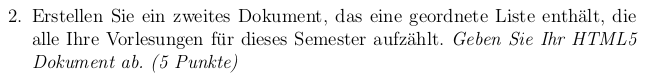 2. Erstellen Sie ein zweites Dokument, das eine geordnete Liste enthält, die
alle Ihre Vorlesungen für dieses Semester aufzählt. Geben Sie Ihr HTML5
Dokument ab. (5 Punkte)